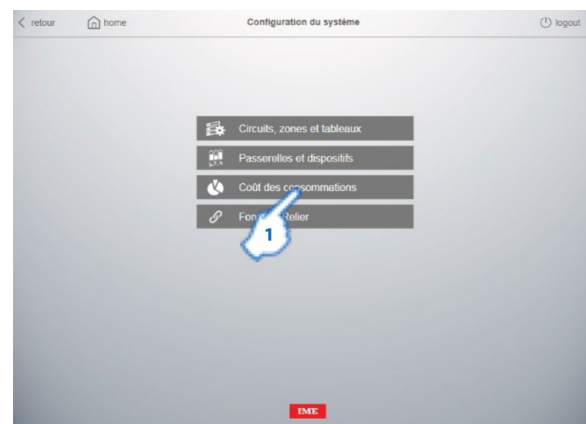 retour home Configuration du système logout
Circuits, zones et tableaux
Passerelles et dispositifs
Coût des consommations
Relier
1
IME